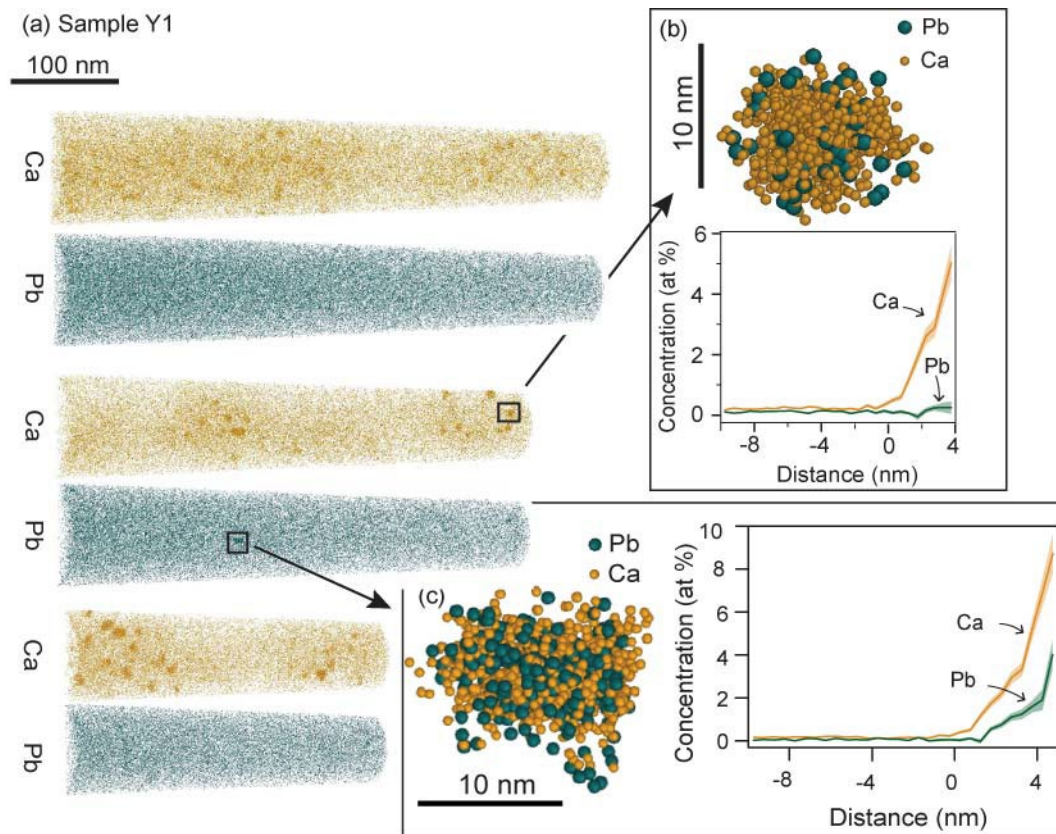 (a) Sample Y1
100 nm
Ca
Pb
Ca
Pb
Ca
Pb
(b)
Pb
Ca
10 nm
6
4
2
0
Concentration (at %)
Ca
Pb
-8
-4
0
4
Distance (nm)
(c)
Pb
Ca
10 nm
10
8
6
4
2
0
Concentration (at %)
Ca
Pb
-8
-4
0
4
Distance (nm)